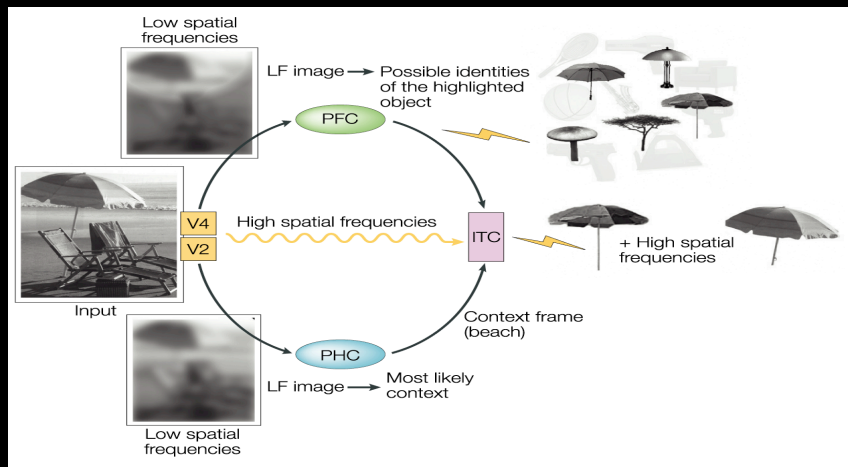 Low spatial
frequencies
LF image → Possible identities
of the highlighted
object
PFC
V4
V2
High spatial frequencies
ITC
+ High spatial
frequencies
Input
Context frame
(beach)
PHC
LF image → Most likely
context
Low spatial
frequencies